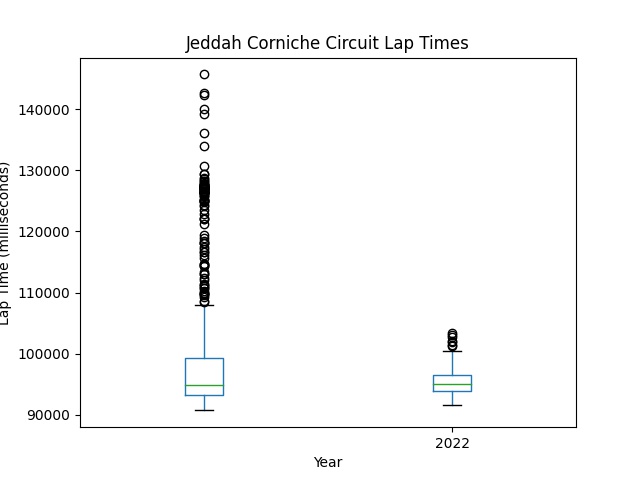 Jeddah Corniche Circuit Lap Times
Lap Time (milliseconds)
140000
130000
120000
110000
100000
90000
2022
Year